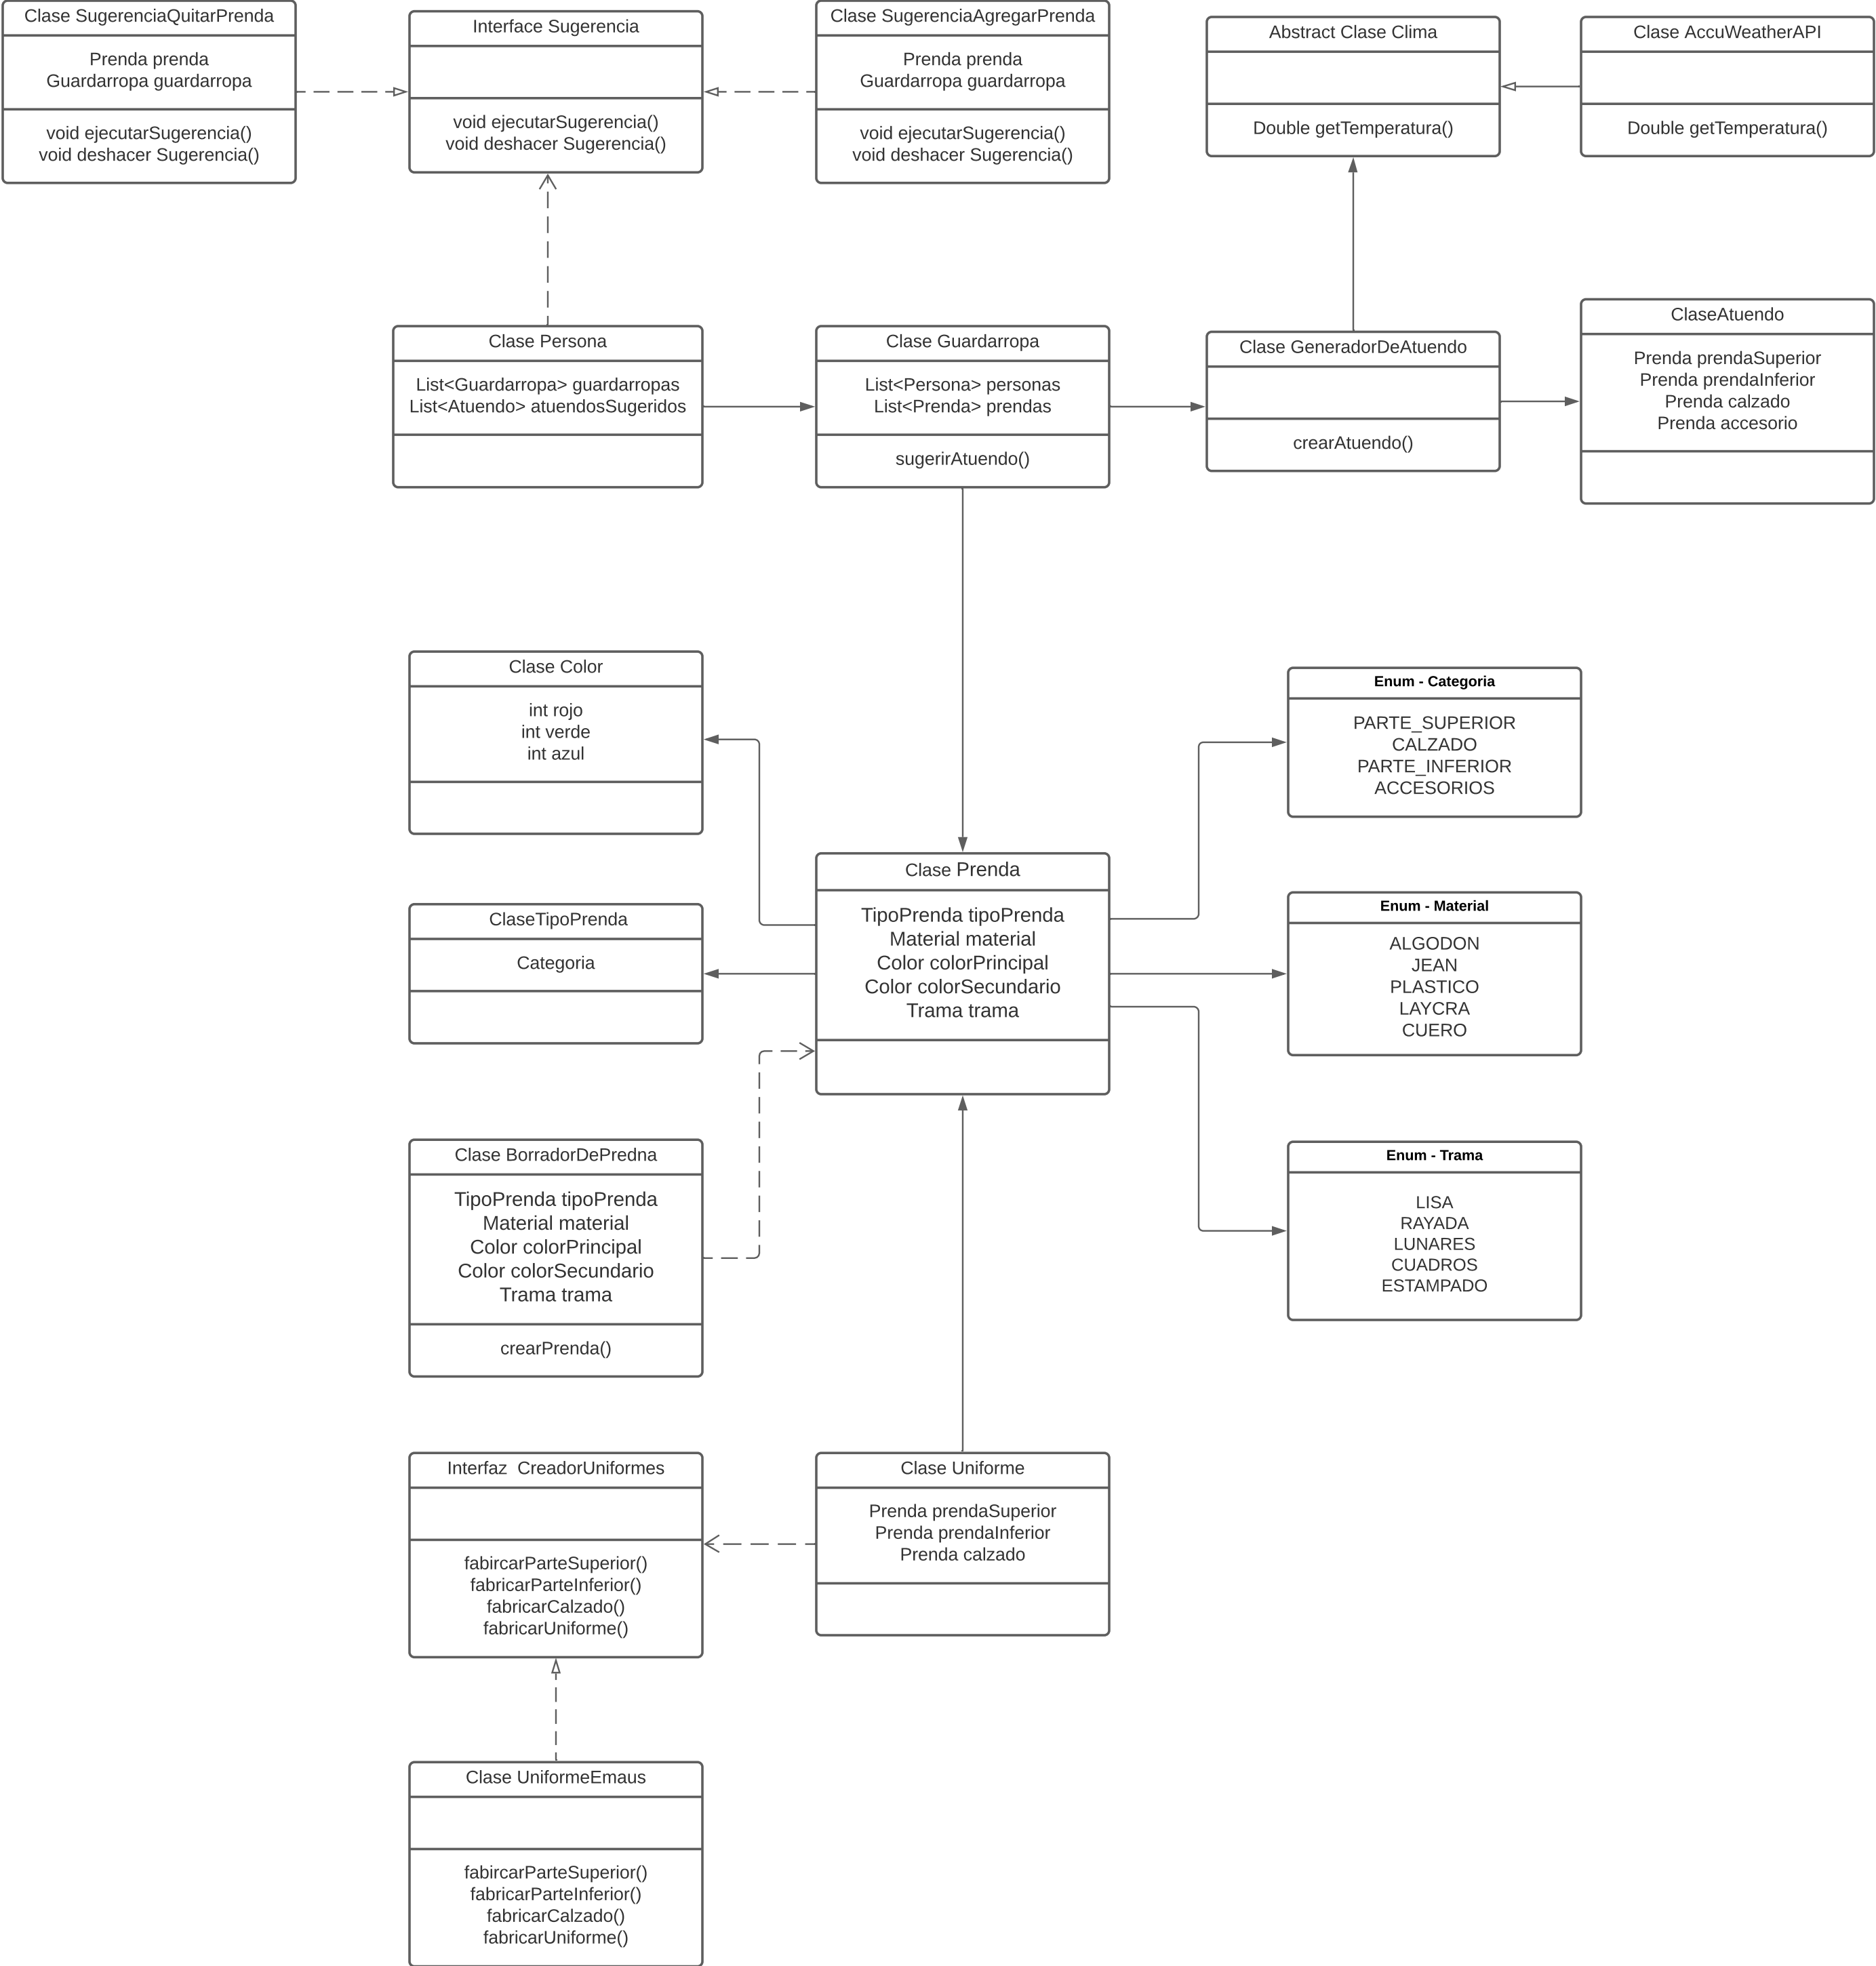 Clase SugerenciaQuitarPrenda
Prenda prenda
Guardarropa guardarropa
void ejecutarSugerencia()
void deshacer Sugerencia()
Interface Sugerencia
void ejecutarSugerencia()
void deshacer Sugerencia()
Clase SugerenciaAgregarPrenda
Prenda prenda
Guardarropa guardarropa
void ejecutarSugerencia()
void deshacer Sugerencia()
Abstract Clase Clima
Double getTemperatura()
Clase AccuWeatherAPI
Double getTemperatura()
Clase Persona
List<Guardarropa> guardarropas
List<Atuendo> atuendosSugeridos
Clase Guardarropa
List<Persona> personas
List<Prenda> prendas
sugerirAtuendo()
Clase GeneradorDeAtuendo
crearAtuendo()
ClaseAtuendo
Prenda prendaSuperior
Prenda prendaInferior
Prenda calzado
Prenda accesorio
Clase Color
int rojo
int verde
int azul
Enum - Categoria
PARTE_SUPERIOR
CALZADO
PARTE_INFERIOR
ACCESORIOS
ClaseTipoPrenda
Categoria
Clase Prenda
TipoPrenda tipoPrenda
Material material
Color colorPrincipal
Color colorSecundario
Trama trama
Enum - Material
ALGODON
JEAN
PLASTICO
LAYCRA
CUERO
Clase BorradorDePredna
TipoPrenda tipoPrenda
Material material
Color colorPrincipal
Color colorSecundario
Trama trama
crearPrenda()
Enum - Trama
LISA
RAYADA
LUNARES
CUADROS
ESTAMPADO
Interfaz  CreadorUniformes
fabircarParteSuperior()
fabricarParteInferior()
fabricarCalzado()
fabricarUniforme()
Clase Uniforme
Prenda prendaSuperior
Prenda prendaInferior
Prenda calzado
Clase UniformeEmaus
fabircarParteSuperior()
fabricarParteInferior()
fabricarCalzado()
fabricarUniforme()